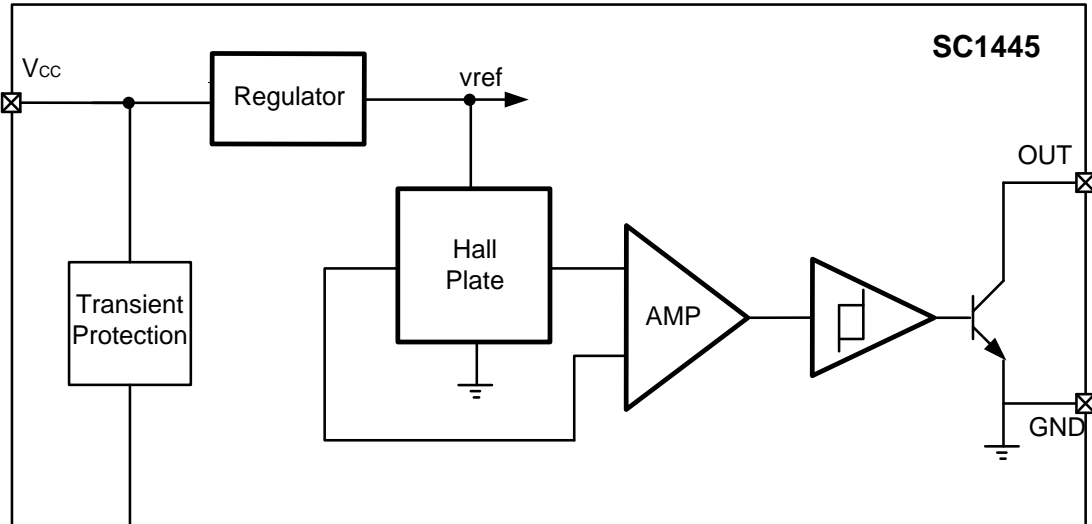 SC1445
Vcc
Regulator
vref
OUT
Hall
Plate
Transient
Protection
AMP
GND